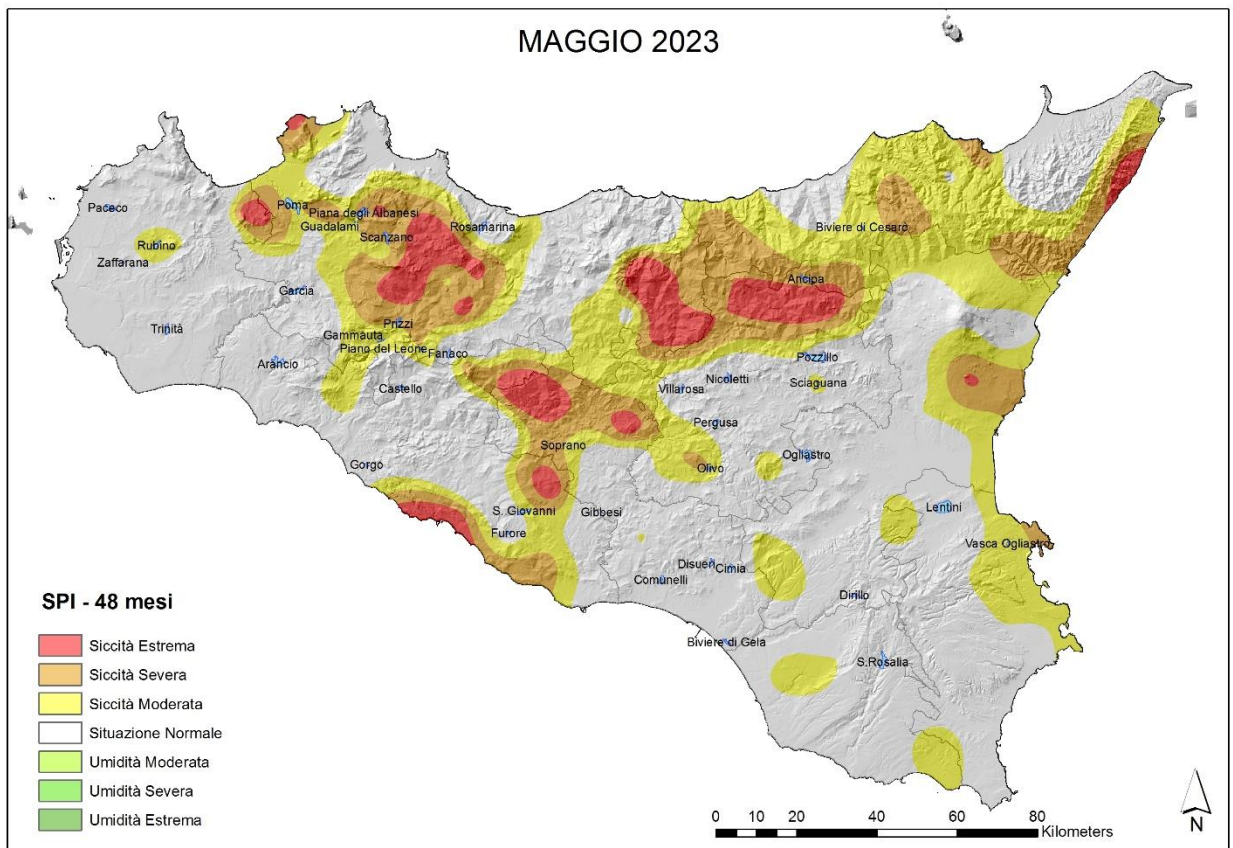 MAGGIO 2023
Paceco
Poma
Piana degli Albanesi
Guadalami
Rosamarina
Scanzano
Rubino
Zaffarana
Biviere di Cesarò
Ancipa
Garcia
Trinità
Prizzi
Gammauta
Piano del Leone
Fanaco
Arancio
Castello
Pozzillo
Nicoletti
Villarosa
Sciaguana
Pergusa
Soprano
Olivo
Ogliastro
Gorgo
S. Giovanni
Gibbesi
Furore
Lentini
Vasca Ogliastro
Disueri
Cimia
Comunelli
Dirillo
Biviere di Gela
S.Rosalia
SPI - 48 mesi
Siccità Estrema
Siccità Severa
Siccità Moderata
Situazione Normale
Umidità Moderata
Umidità Severa
Umidità Estrema
0 10 20 40 60 80
Kilometers
N